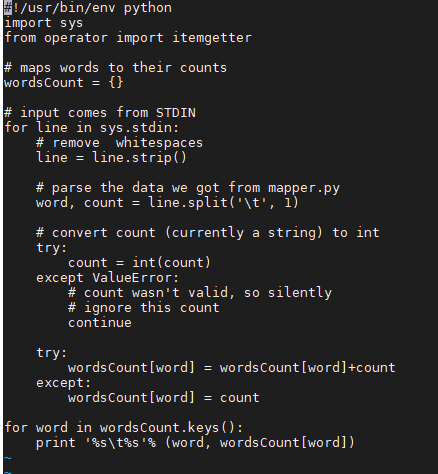 #!/usr/bin/env python
import sys
from operator import itemgetter

# maps words to their counts
wordsCount = {}

# input comes from STDIN
for line in sys.stdin:
    # remove  whitespaces
    line = line.strip()

    # parse the data we got from mapper.py
    word, count = line.split('\t', 1)

    # convert count (currently a string) to int
    try:
        count = int(count)
    except ValueError:
        # count wasn't valid, so silently
        # ignore this count
        continue

    try:
        wordsCount[word] = wordsCount[word]+count
    except:
        wordsCount[word] = count

for word in wordsCount.keys():
    print '%s\t%s'% (word, wordsCount[word])
~
~